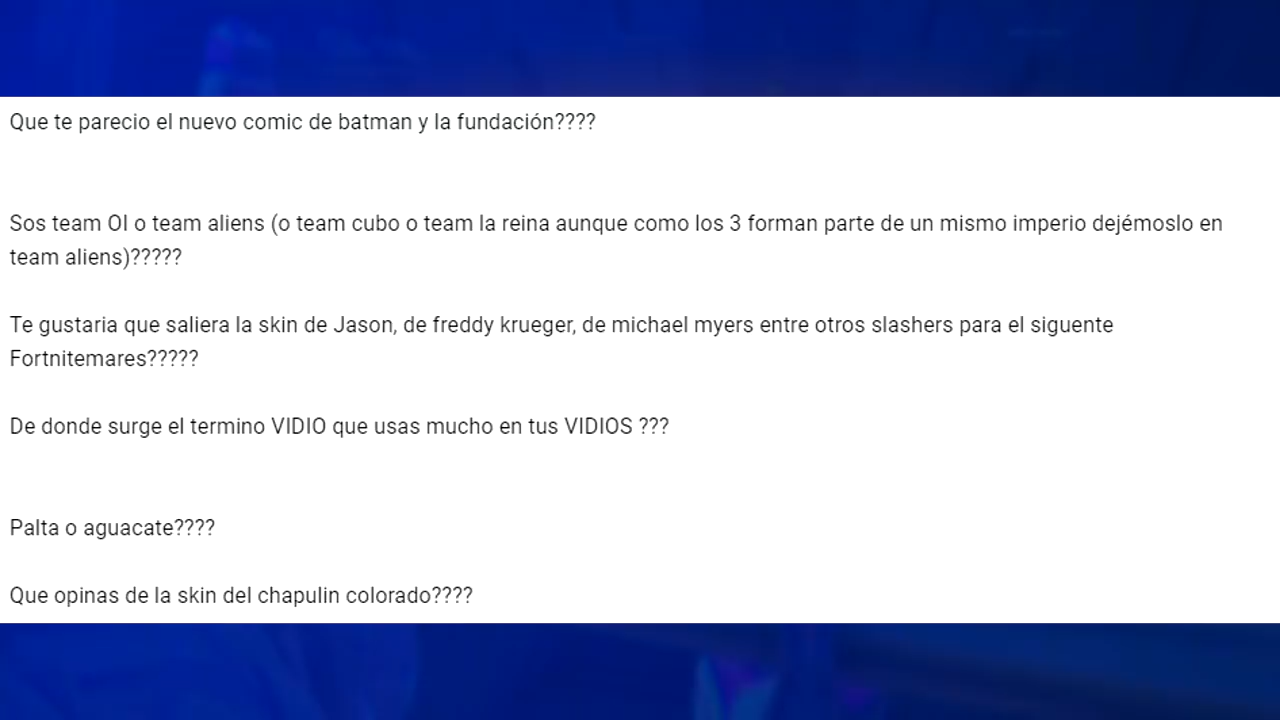 Que te parecio el nuevo comic de batman y la fundación????
Sos team OI o team aliens (o team cubo o team la reina aunque como los 3 forman parte de un mismo imperio dejémoslo en
team aliens)?????
Te gustaria que saliera la skin de Jason, de freddy krueger, de michael myers entre otros slashers para el siguente
Fortnitemares?????
De donde surge el termino VIDIO que usas mucho en tus VIDIOS ???
Palta o aguacate????
Que opinas de la skin del chapulin colorado????